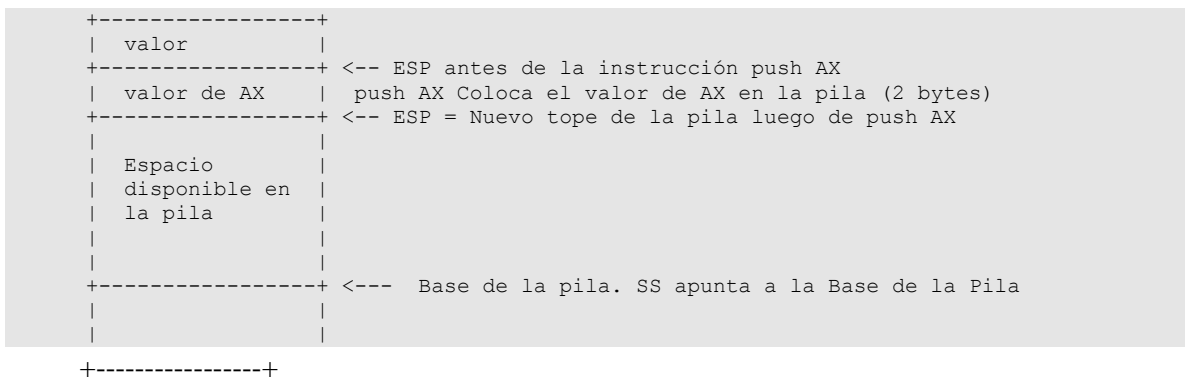 +-----------------+
|  valor          |
+-----------------+ <-- ESP antes de la instrucción push AX
|  valor de AX    |  push AX Coloca el valor de AX en la pila (2 bytes)
+-----------------+ <-- ESP = Nuevo tope de la pila luego de push AX
|                 |
|  Espacio        |
|  disponible en  |
|  la pila        |
|                 |
|                 |
+-----------------+ <---  Base de la pila. SS apunta a la Base de la Pila
|                 |
|                 |
+-----------------+